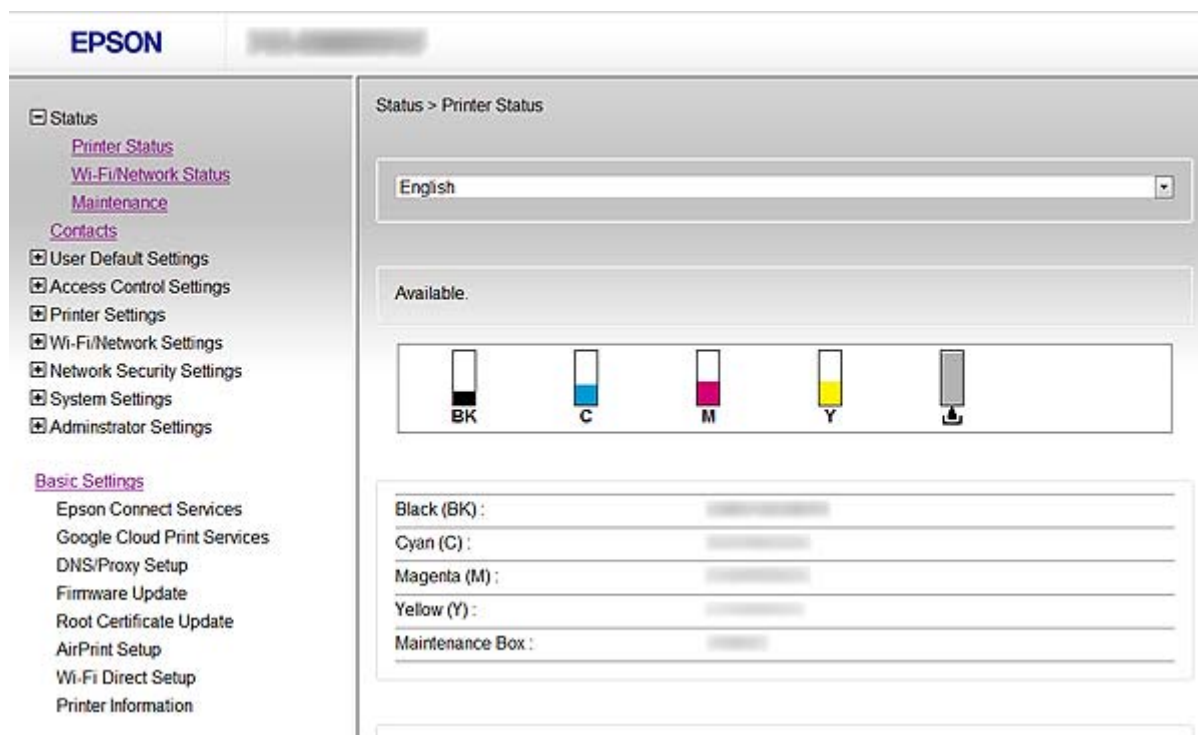 EPSON
Status
Printer Status
Wi-Fi/Network Status
Maintenance
Contacts
User Default Settings
Access Control Settings
Printer Settings
Wi-Fi/Network Settings
Network Security Settings
System Settings
Adminstrator Settings
Basic Settings
Epson Connect Services
Google Cloud Print Services
DNS/Proxy Setup
Firmware Update
Root Certificate Update
AirPrint Setup
Wi-Fi Direct Setup
Printer Information
Status > Printer Status
English
Available.
BK C M Y
Black (BK) :
Cyan (C) :
Magenta (M) :
Yellow (Y) :
Maintenance Box :